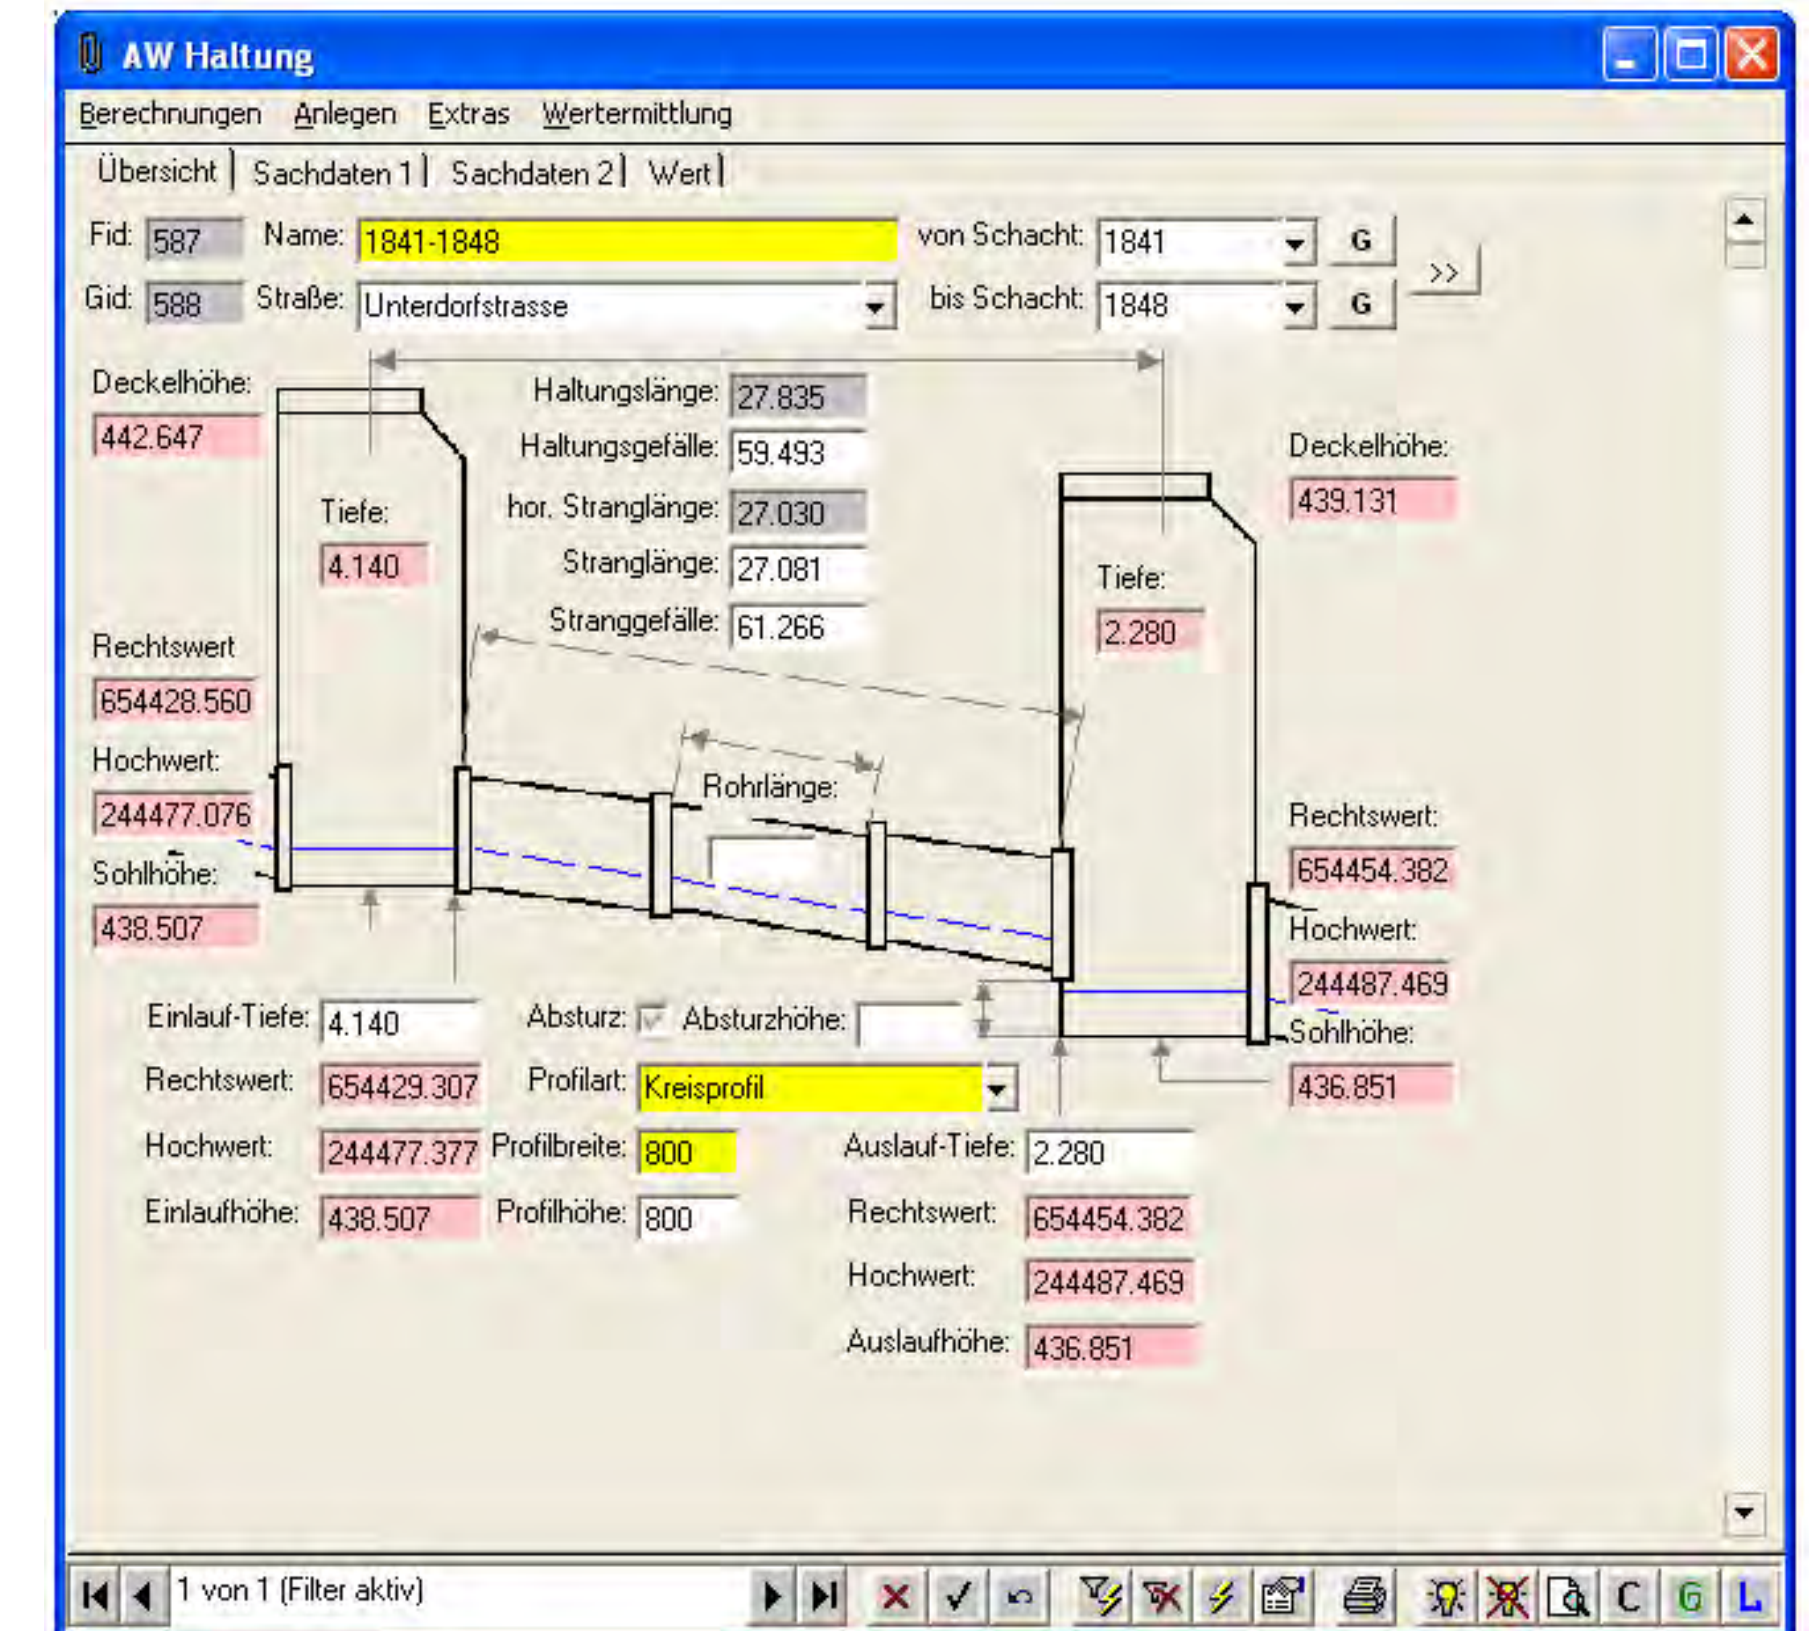 AW Haltung
Berechnungen Anlegen Extras Wertermittlung
Übersicht Sachdaten 1 Sachdaten 2 Wert
Fid: 587 Name: 1841-1848 von Schacht: 1841 G
>>
Gid: 588 Straße: Unterdorfstrasse bis Schacht: 1848 G
Deckelhöhe:
442.647
Haltungslänge: 27.835
Haltungsgefälle: 59.493
hor. Stranglänge: 27.030
Stranglänge: 27.081
Stranggefälle: 61.266
Deckelhöhe:
439.131
Tiefe:
4.140
Tiefe:
2.280
Rechtswert
654428.560
Hochwert:
244477.076
Sohlhöhe:
438.507
Rohrlänge:
Rechtswert:
654454.382
Hochwert:
244487.469
Sohlhöhe:
436.851
Einlauf-Tiefe: 4.140 Absturz: Absturzhöhe:
Rechtswert: 654429.307 Profilart: Kreisprofil
Hochwert: 244477.377 Profilbreite: 800 Auslauf-Tiefe: 2.280
Einlaufhöhe: 438.507 Profilhöhe: 800 Rechtswert: 654454.382
Hochwert: 244487.469
Auslaufhöhe: 436.851
1 von 1 (Filter aktiv) C G L